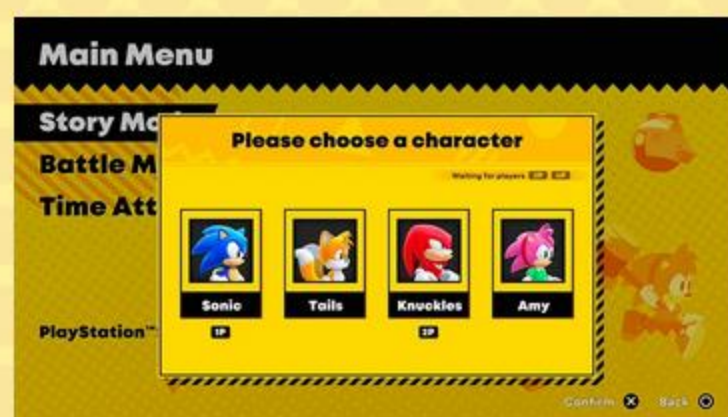 Main Menu
Story Mo
Please choose a character
Battle M
Waiting for players
Time Att
Sonic Tails Knuckles Amy
1P 2P
PlayStation™
Confirm Back